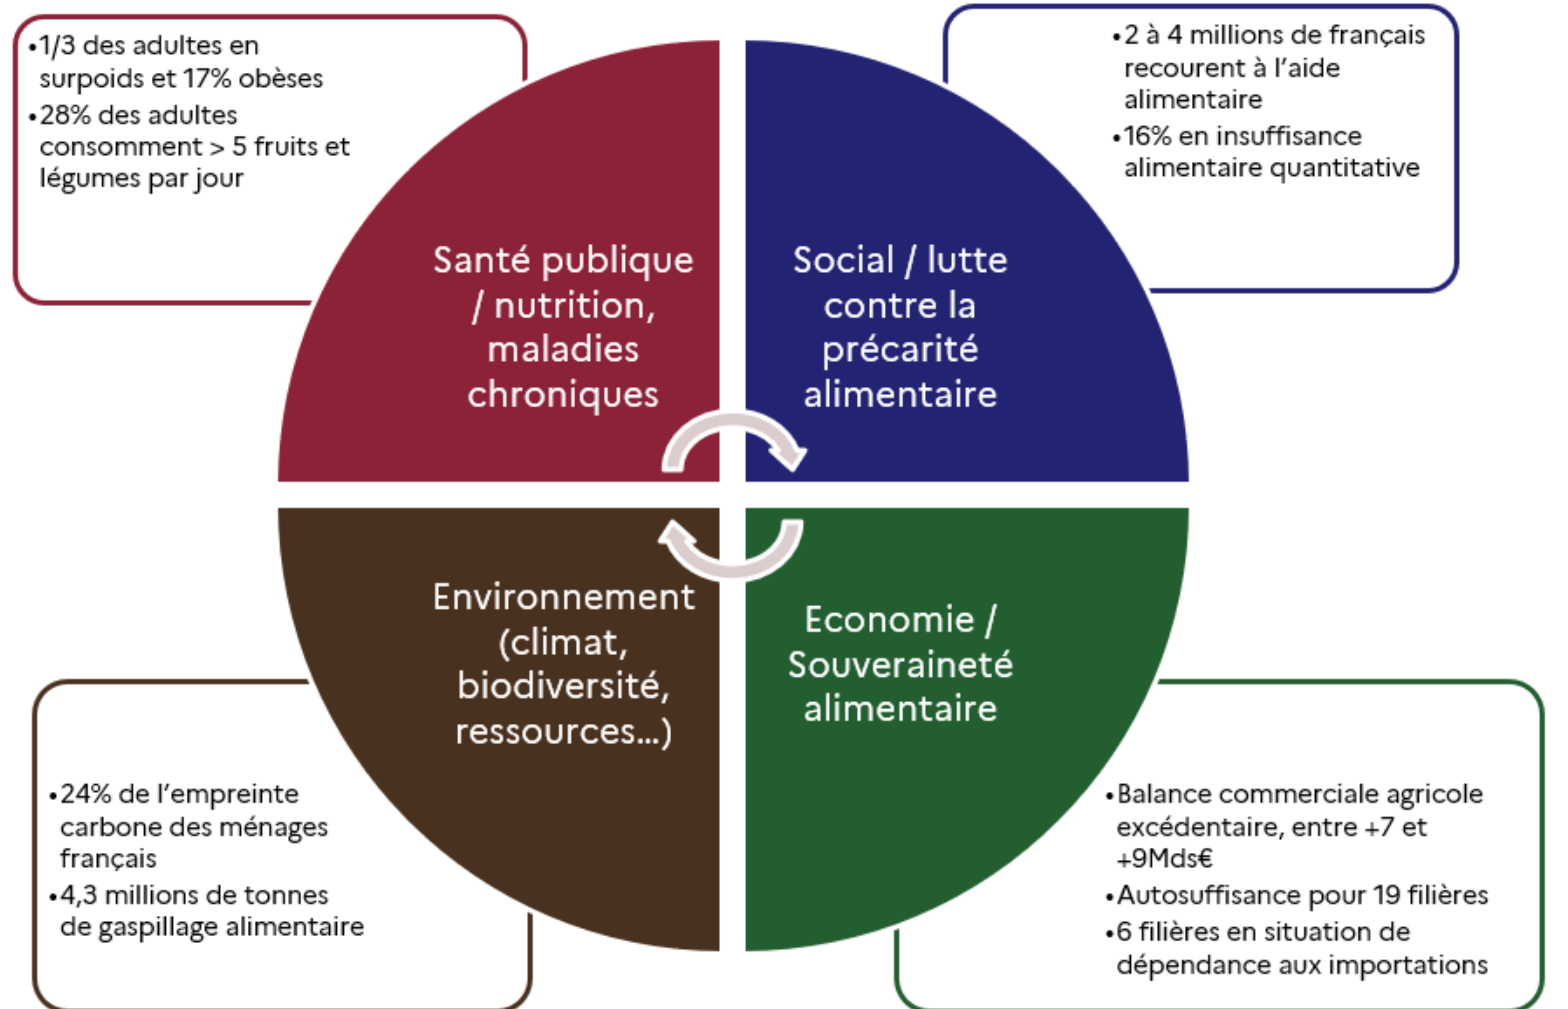 •1/3 des adultes en
surpoids et 17% obèses
•28% des adultes
consomment > 5 fruits et
légumes par jour
•2 à 4 millions de français
recourent à l’aide
alimentaire
•16% en insuffisance
alimentaire quantitative
Santé publique
/ nutrition,
maladies
chroniques
Social / lutte
contre la
précarité
alimentaire
Environnement
(climat,
biodiversité,
ressources…)
Economie /
Souveraineté
alimentaire
•24% de l’empreinte
carbone des ménages
français
•4,3 millions de tonnes
de gaspillage alimentaire
•Balance commerciale agricole
excédentaire, entre +7 et
+9Mds€
•Autosuffisance pour 19 filières
•6 filières en situation de
dépendance aux importations